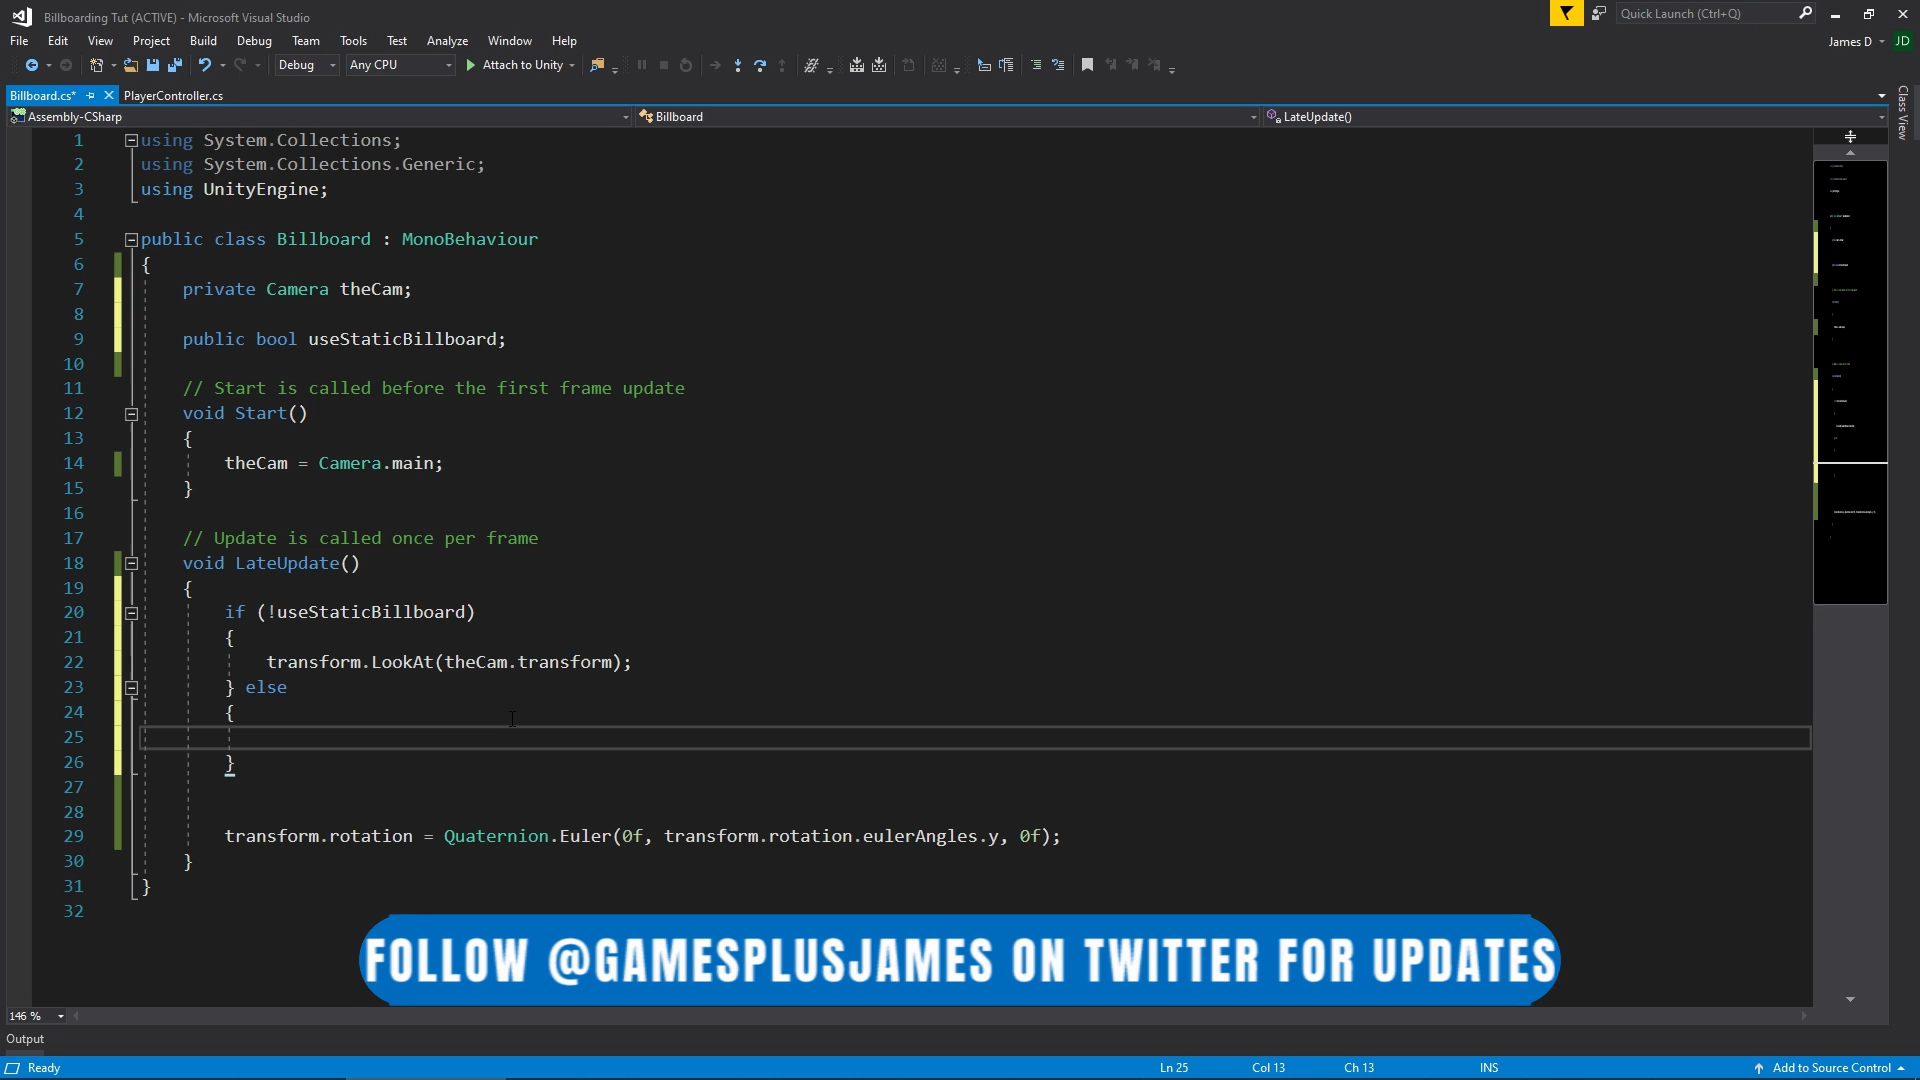 Billboarding Tut (ACTIVE) - Microsoft Visual Studio
Quick Launch (Ctrl+Q)
File Edit View Project Build Debug Team Tools Test Analyze Window Help
James D JD
Debug Any CPU Attach to Unity
Billboard.cs* PlayerController.cs
Class View
Assembly-CSharp Billboard LateUpdate()
1 using System.Collections;
2 using System.Collections.Generic;
3 using UnityEngine;
4
5 public class Billboard : MonoBehaviour
6 {
7 private Camera theCam;
8
9 public bool useStaticBillboard;
10
11 // Start is called before the first frame update
12 void Start()
13 {
14 theCam = Camera.main;
15 }
16
17 // Update is called once per frame
18 void LateUpdate()
19 {
20 if (!useStaticBillboard)
21 {
22 transform.LookAt(theCam.transform);
23 } else
24 {
25
26 }
27
28
29 transform.rotation = Quaternion.Euler(0f, transform.rotation.eulerAngles.y, 0f);
30 }
31 }
32
FOLLOW @GAMESPLUSJAMES ON TWITTER FOR UPDATES
146 %
Output
Ready Ln 25 Col 13 Ch 13 INS Add to Source Control